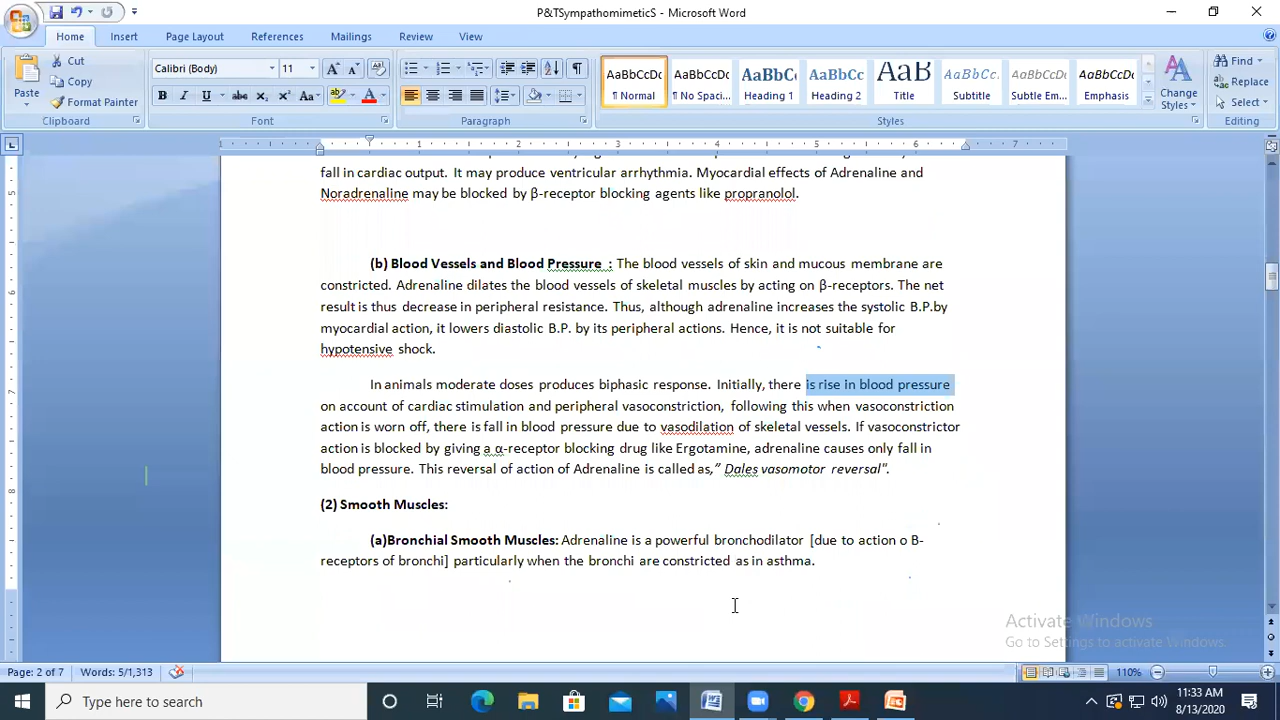 P&TSympathomimeticS - Microsoft Word
Home Insert Page Layout References Mailings Review View
Paste
Cut
Copy
Format Painter
Clipboard
Calibri (Body) 11
Font
Paragraph
AaBbCcDc AaBbCcDc AaBbCc AaBbCc AaB AaBbCcL AaBbCcDc AaBbCcDc
¶ Normal ¶ No Spaci... Heading 1 Heading 2 Title Subtitle Subtle Em... Emphasis
Change Styles
Styles
Find
Replace
Select
Editing
1 1 2 3 4 5 6 7
fall in cardiac output. It may produce ventricular arrhythmia. Myocardial effects of Adrenaline and
Noradrenaline may be blocked by β-receptor blocking agents like propranolol.
(b) Blood Vessels and Blood Pressure : The blood vessels of skin and mucous membrane are
constricted. Adrenaline dilates the blood vessels of skeletal muscles by acting on β-receptors. The net
result is thus decrease in peripheral resistance. Thus, although adrenaline increases the systolic B.P.by
myocardial action, it lowers diastolic B.P. by its peripheral actions. Hence, it is not suitable for
hypotensive shock.
In animals moderate doses produces biphasic response. Initially, there is rise in blood pressure
on account of cardiac stimulation and peripheral vasoconstriction, following this when vasoconstriction
action is worn off, there is fall in blood pressure due to vasodilation of skeletal vessels. If vasoconstrictor
action is blocked by giving a α-receptor blocking drug like Ergotamine, adrenaline causes only fall in
blood pressure. This reversal of action of Adrenaline is called as,” Dales vasomotor reversal".
(2) Smooth Muscles:
(a)Bronchial Smooth Muscles: Adrenaline is a powerful bronchodilator [due to action o B-
receptors of bronchi] particularly when the bronchi are constricted as in asthma.
Activate Windows
Go to Settings to activate Windows.
Page: 2 of 7 Words: 5/1,313 110%
Type here to search
11:33 AM
8/13/2020